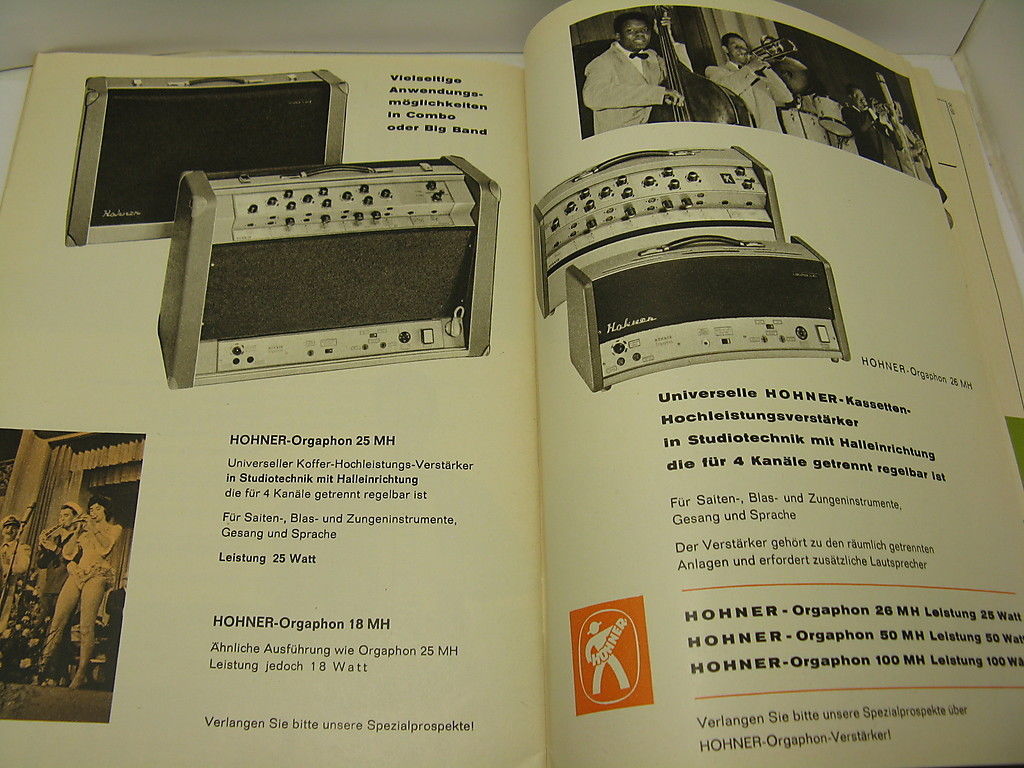 Vielseitige
Anwendungs-
möglichkeiten
in Combo
oder Big Band
Hohner
HOHNER-Orgaphon 25 MH
Universeller Koffer-Hochleistungs-Verstärker
in Studiotechnik mit Halleinrichtung
die für 4 Kanäle getrennt regelbar ist
Für Saiten-, Blas- und Zungeninstrumente,
Gesang und Sprache
Leistung 25 Watt
HOHNER-Orgaphon 18 MH
Ähnliche Ausführung wie Orgaphon 25 MH
Leistung jedoch 18 Watt
Verlangen Sie bitte unsere Spezialprospekte!
Hohner
HOHNER-Orgaphon 26 MH
Universelle HOHNER-Kassetten-
Hochleistungsverstärker
in Studiotechnik mit Halleinrichtung
die für 4 Kanäle getrennt regelbar ist
Für Saiten-, Blas- und Zungeninstrumente,
Gesang und Sprache
Der Verstärker gehört zu den räumlich getrennten
Anlagen und erfordert zusätzliche Lautsprecher
HOHNER
HOHNER - Orgaphon 26 MH Leistung 25 Watt
HOHNER - Orgaphon 50 MH Leistung 50 Wat
HOHNER - Orgaphon 100 MH Leistung 100 Wa
Verlangen Sie bitte unsere Spezialprospekte über
HOHNER-Orgaphon-Verstärker!